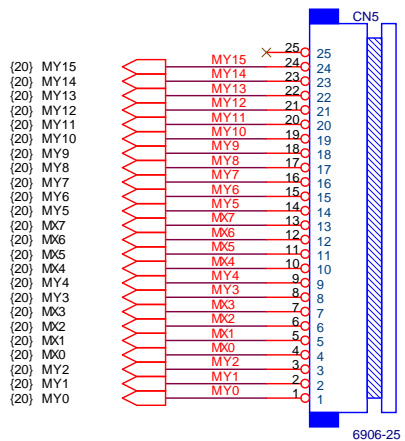 CN5
25 25
{20} MY15 MY15 24 24
{20} MY14 MY14 23 23
{20} MY13 MY13 22 22
{20} MY12 MY12 21 21
{20} MY11 MY11 20 20
{20} MY10 MY10 19 19
{20} MY9 MY9 18 18
{20} MY8 MY8 17 17
{20} MY7 MY7 16 16
{20} MY6 MY6 15 15
{20} MY5 MY5 14 14
{20} MX7 MX7 13 13
{20} MX6 MX6 12 12
{20} MX5 MX5 11 11
{20} MX4 MX4 10 10
{20} MY4 MY4 9 9
{20} MY3 MY3 8 8
{20} MX3 MX3 7 7
{20} MX2 MX2 6 6
{20} MX1 MX1 5 5
{20} MX0 MX0 4 4
{20} MY2 MY2 3 3
{20} MY1 MY1 2 2
{20} MY0 MY0 1 1
6906-25